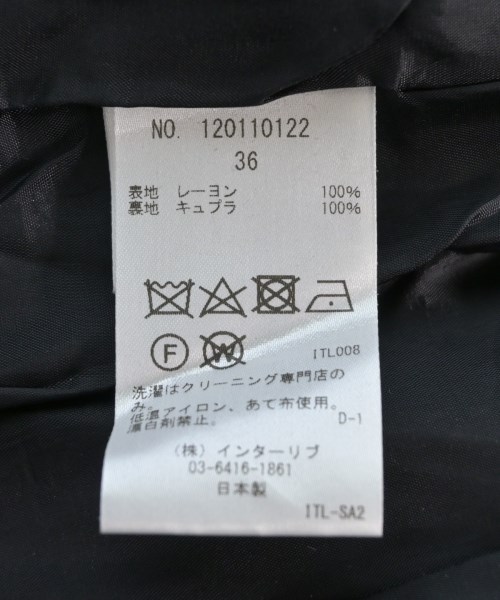 NO. 120110122
36
表地 レーヨン 100%
裏地 キュプラ 100%
F W
ITL008
洗濯はクリーニング専門店の
み。
低温アイロン、あて布使用。
漂白剤禁止。 D-1
(株) インターリブ
03-6416-1861
日本製
ITL-SA2